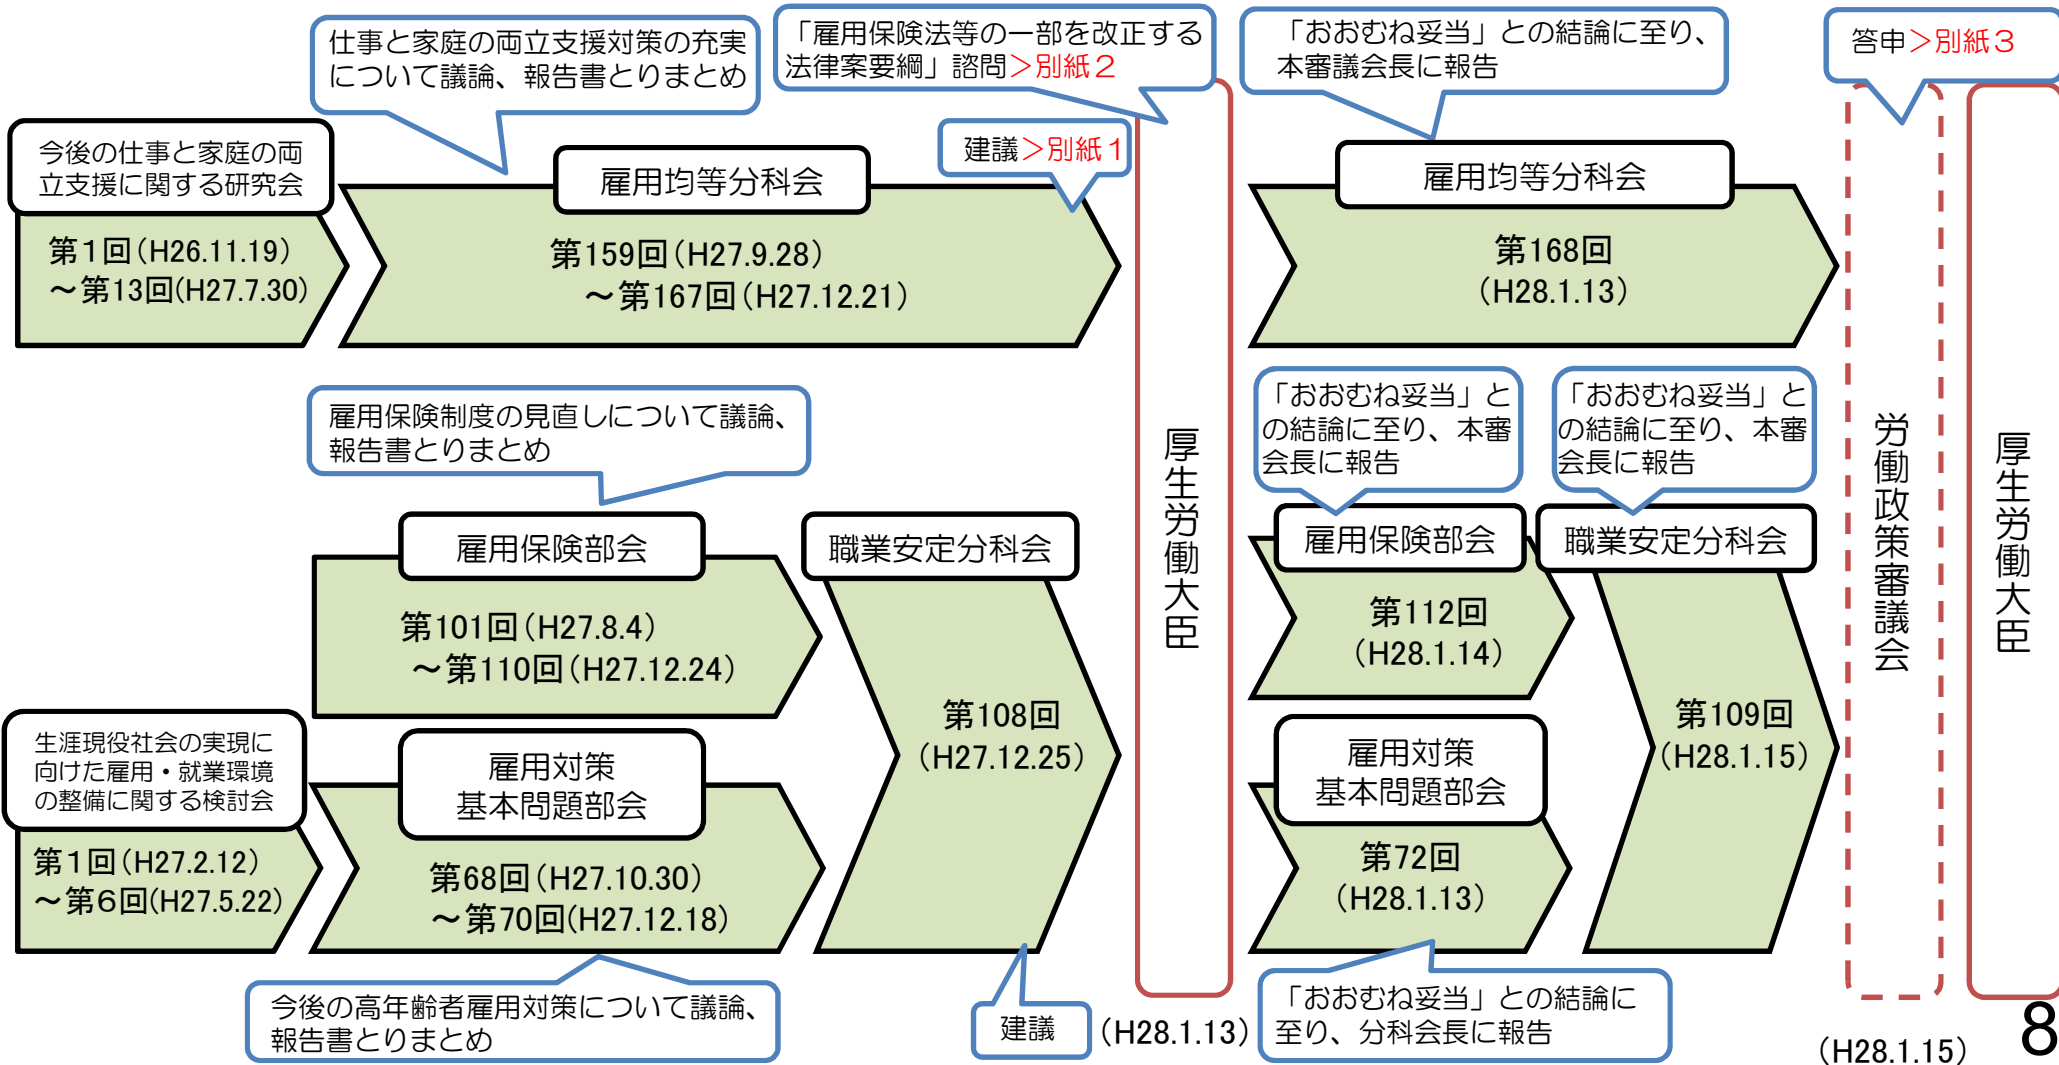 仕事と家庭の両立支援対策の充実
について議論、報告書とりまとめ
「雇用保険法等の一部を改正する
法律案要綱」諮問＞別紙２
「おおむね妥当」との結論に至り、
本審議会長に報告
答申＞別紙３
建議＞別紙１
今後の仕事と家庭の両
立支援に関する研究会
雇用均等分科会
雇用均等分科会
第１回（H26.11.19）
～第13回(H27.7.30)
第159回（H27.9.28）
～第167回（H27.12.21）
第168回
（H28.1.13）
雇用保険制度の見直しについて議論、
報告書とりまとめ
「おおむね妥当」と
の結論に至り、本審
会長に報告
「おおむね妥当」と
の結論に至り、本審
会長に報告
厚生労働大臣
労働政策審議会
厚生労働大臣
雇用保険部会
職業安定分科会
雇用保険部会
職業安定分科会
第101回（H27.8.4）
～第110回（H27.12.24）
第112回
（H28.1.14）
第108回
（H27.12.25）
第109回
（H28.1.15）
生涯現役社会の実現に
向けた雇用・就業環境
の整備に関する検討会
雇用対策
基本問題部会
雇用対策
基本問題部会
第１回（H27.2.12）
～第６回(H27.5.22)
第68回（H27.10.30）
～第70回(H27.12.18)
第72回
（H28.1.13）
今後の高年齢者雇用対策について議論、
報告書とりまとめ
建議
（H28.1.13）
「おおむね妥当」との結論に
至り、分科会長に報告
（H28.1.15）
8